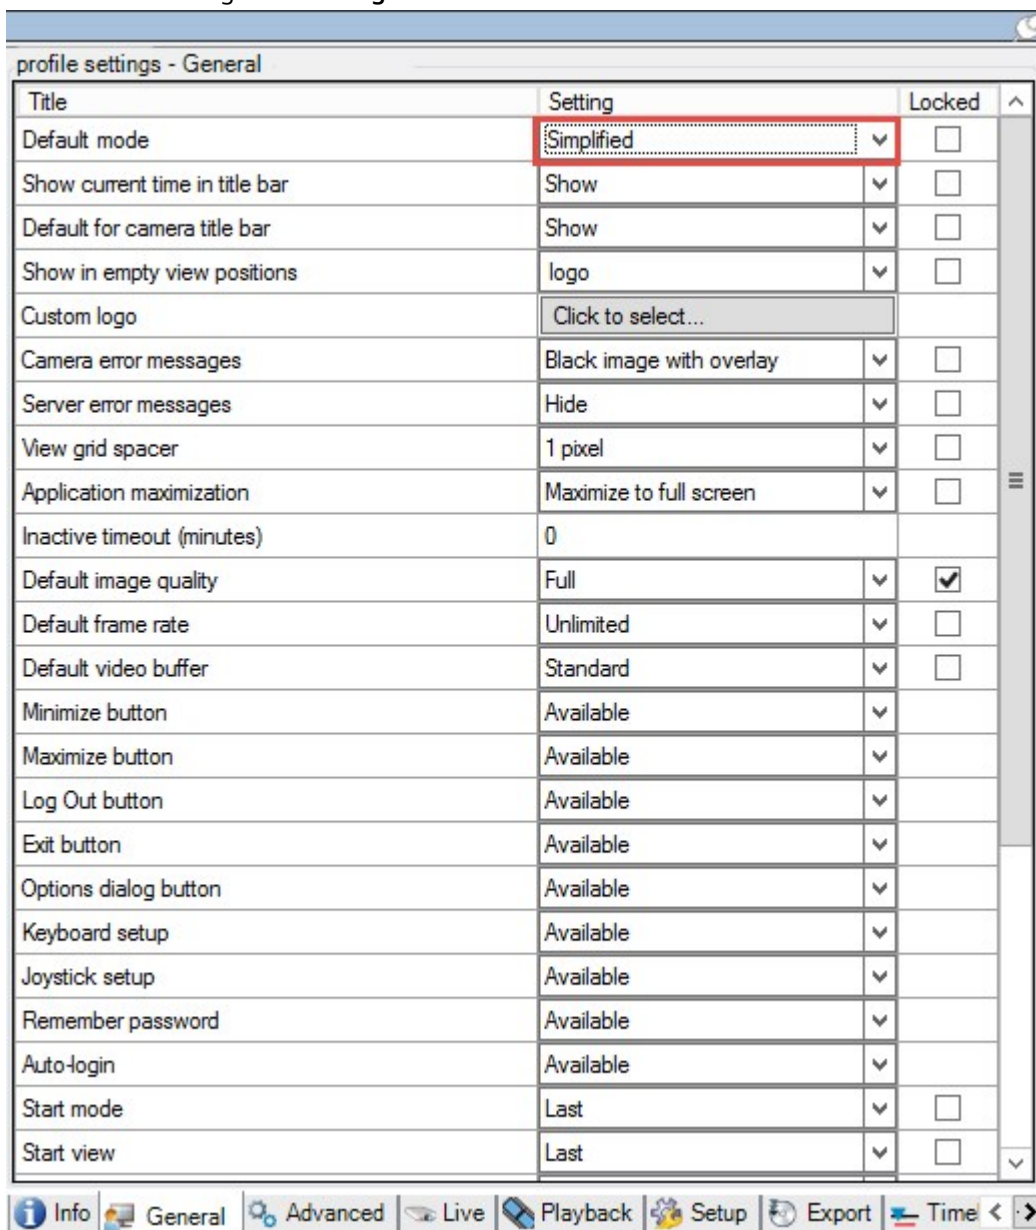 profile settings - General
Title Setting Locked
Default mode Simplified
Show current time in title bar Show
Default for camera title bar Show
Show in empty view positions logo
Custom logo Click to select...
Camera error messages Black image with overlay
Server error messages Hide
View grid spacer 1 pixel
Application maximization Maximize to full screen
Inactive timeout (minutes) 0
Default image quality Full
Default frame rate Unlimited
Default video buffer Standard
Minimize button Available
Maximize button Available
Log Out button Available
Exit button Available
Options dialog button Available
Keyboard setup Available
Joystick setup Available
Remember password Available
Auto-login Available
Start mode Last
Start view Last
Info General Advanced Live Playback Setup Export Timel